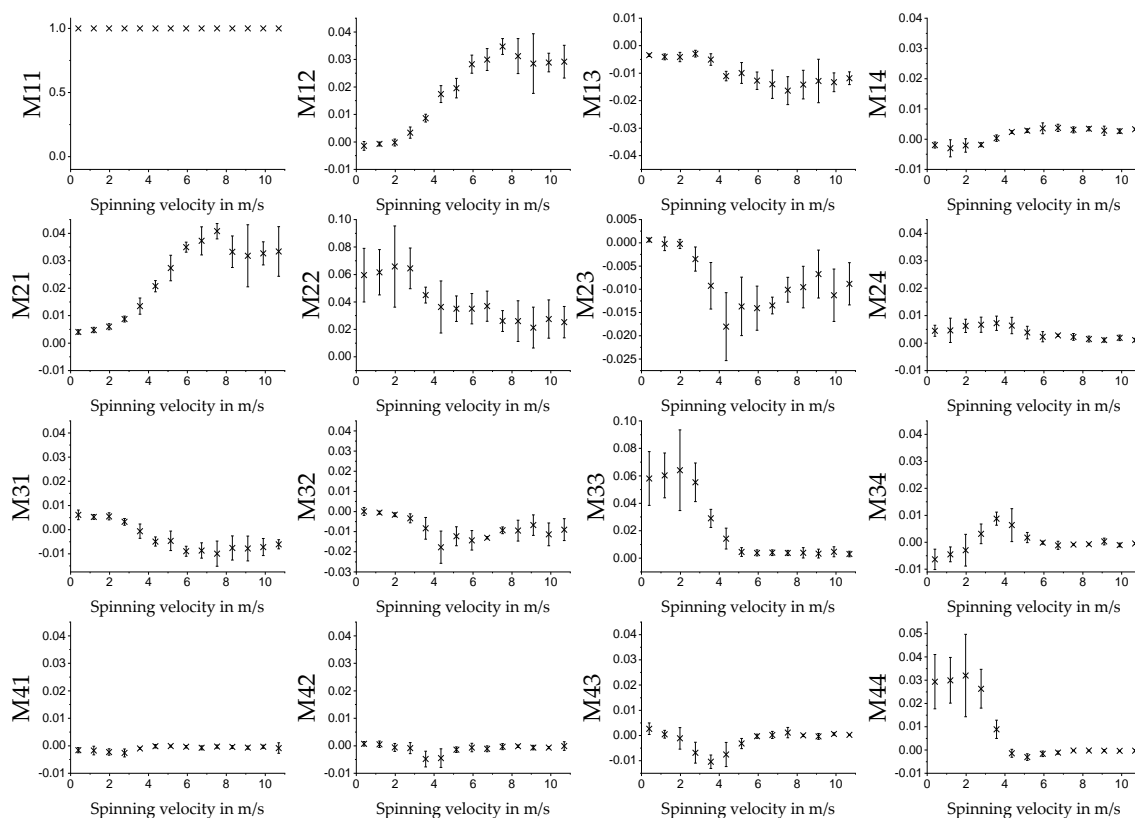 M11
1.0
0.5
0.0
0 2 4 6 8 10
Spinning velocity in m/s
M12
0.04
0.03
0.02
0.01
0.00
-0.01
0 2 4 6 8 10
Spinning velocity in m/s
M13
0.01
0.00
-0.01
-0.02
-0.03
-0.04
0 2 4 6 8 10
Spinning velocity in m/s
M14
0.04
0.03
0.02
0.01
0.00
-0.01
0 2 4 6 8 10
Spinning velocity in m/s
M21
0.04
0.03
0.02
0.01
0.00
-0.01
0 2 4 6 8 10
Spinning velocity in m/s
M22
0.10
0.08
0.06
0.04
0.02
0.00
0 2 4 6 8 10
Spinning velocity in m/s
M23
0.005
0.000
-0.005
-0.010
-0.015
-0.020
-0.025
0 2 4 6 8 10
Spinning velocity in m/s
M24
0.04
0.03
0.02
0.01
0.00
-0.01
0 2 4 6 8 10
Spinning velocity in m/s
M31
0.04
0.03
0.02
0.01
0.00
-0.01
0 2 4 6 8 10
Spinning velocity in m/s
M32
0.04
0.03
0.02
0.01
0.00
-0.01
-0.02
-0.03
0 2 4 6 8 10
Spinning velocity in m/s
M33
0.10
0.08
0.06
0.04
0.02
0.00
0 2 4 6 8 10
Spinning velocity in m/s
M34
0.04
0.03
0.02
0.01
0.00
-0.01
0 2 4 6 8 10
Spinning velocity in m/s
M41
0.04
0.03
0.02
0.01
0.00
-0.01
0 2 4 6 8 10
Spinning velocity in m/s
M42
0.04
0.03
0.02
0.01
0.00
-0.01
0 2 4 6 8 10
Spinning velocity in m/s
M43
0.04
0.03
0.02
0.01
0.00
-0.01
0 2 4 6 8 10
Spinning velocity in m/s
M44
0.05
0.04
0.03
0.02
0.01
0.00
-0.01
0 2 4 6 8 10
Spinning velocity in m/s